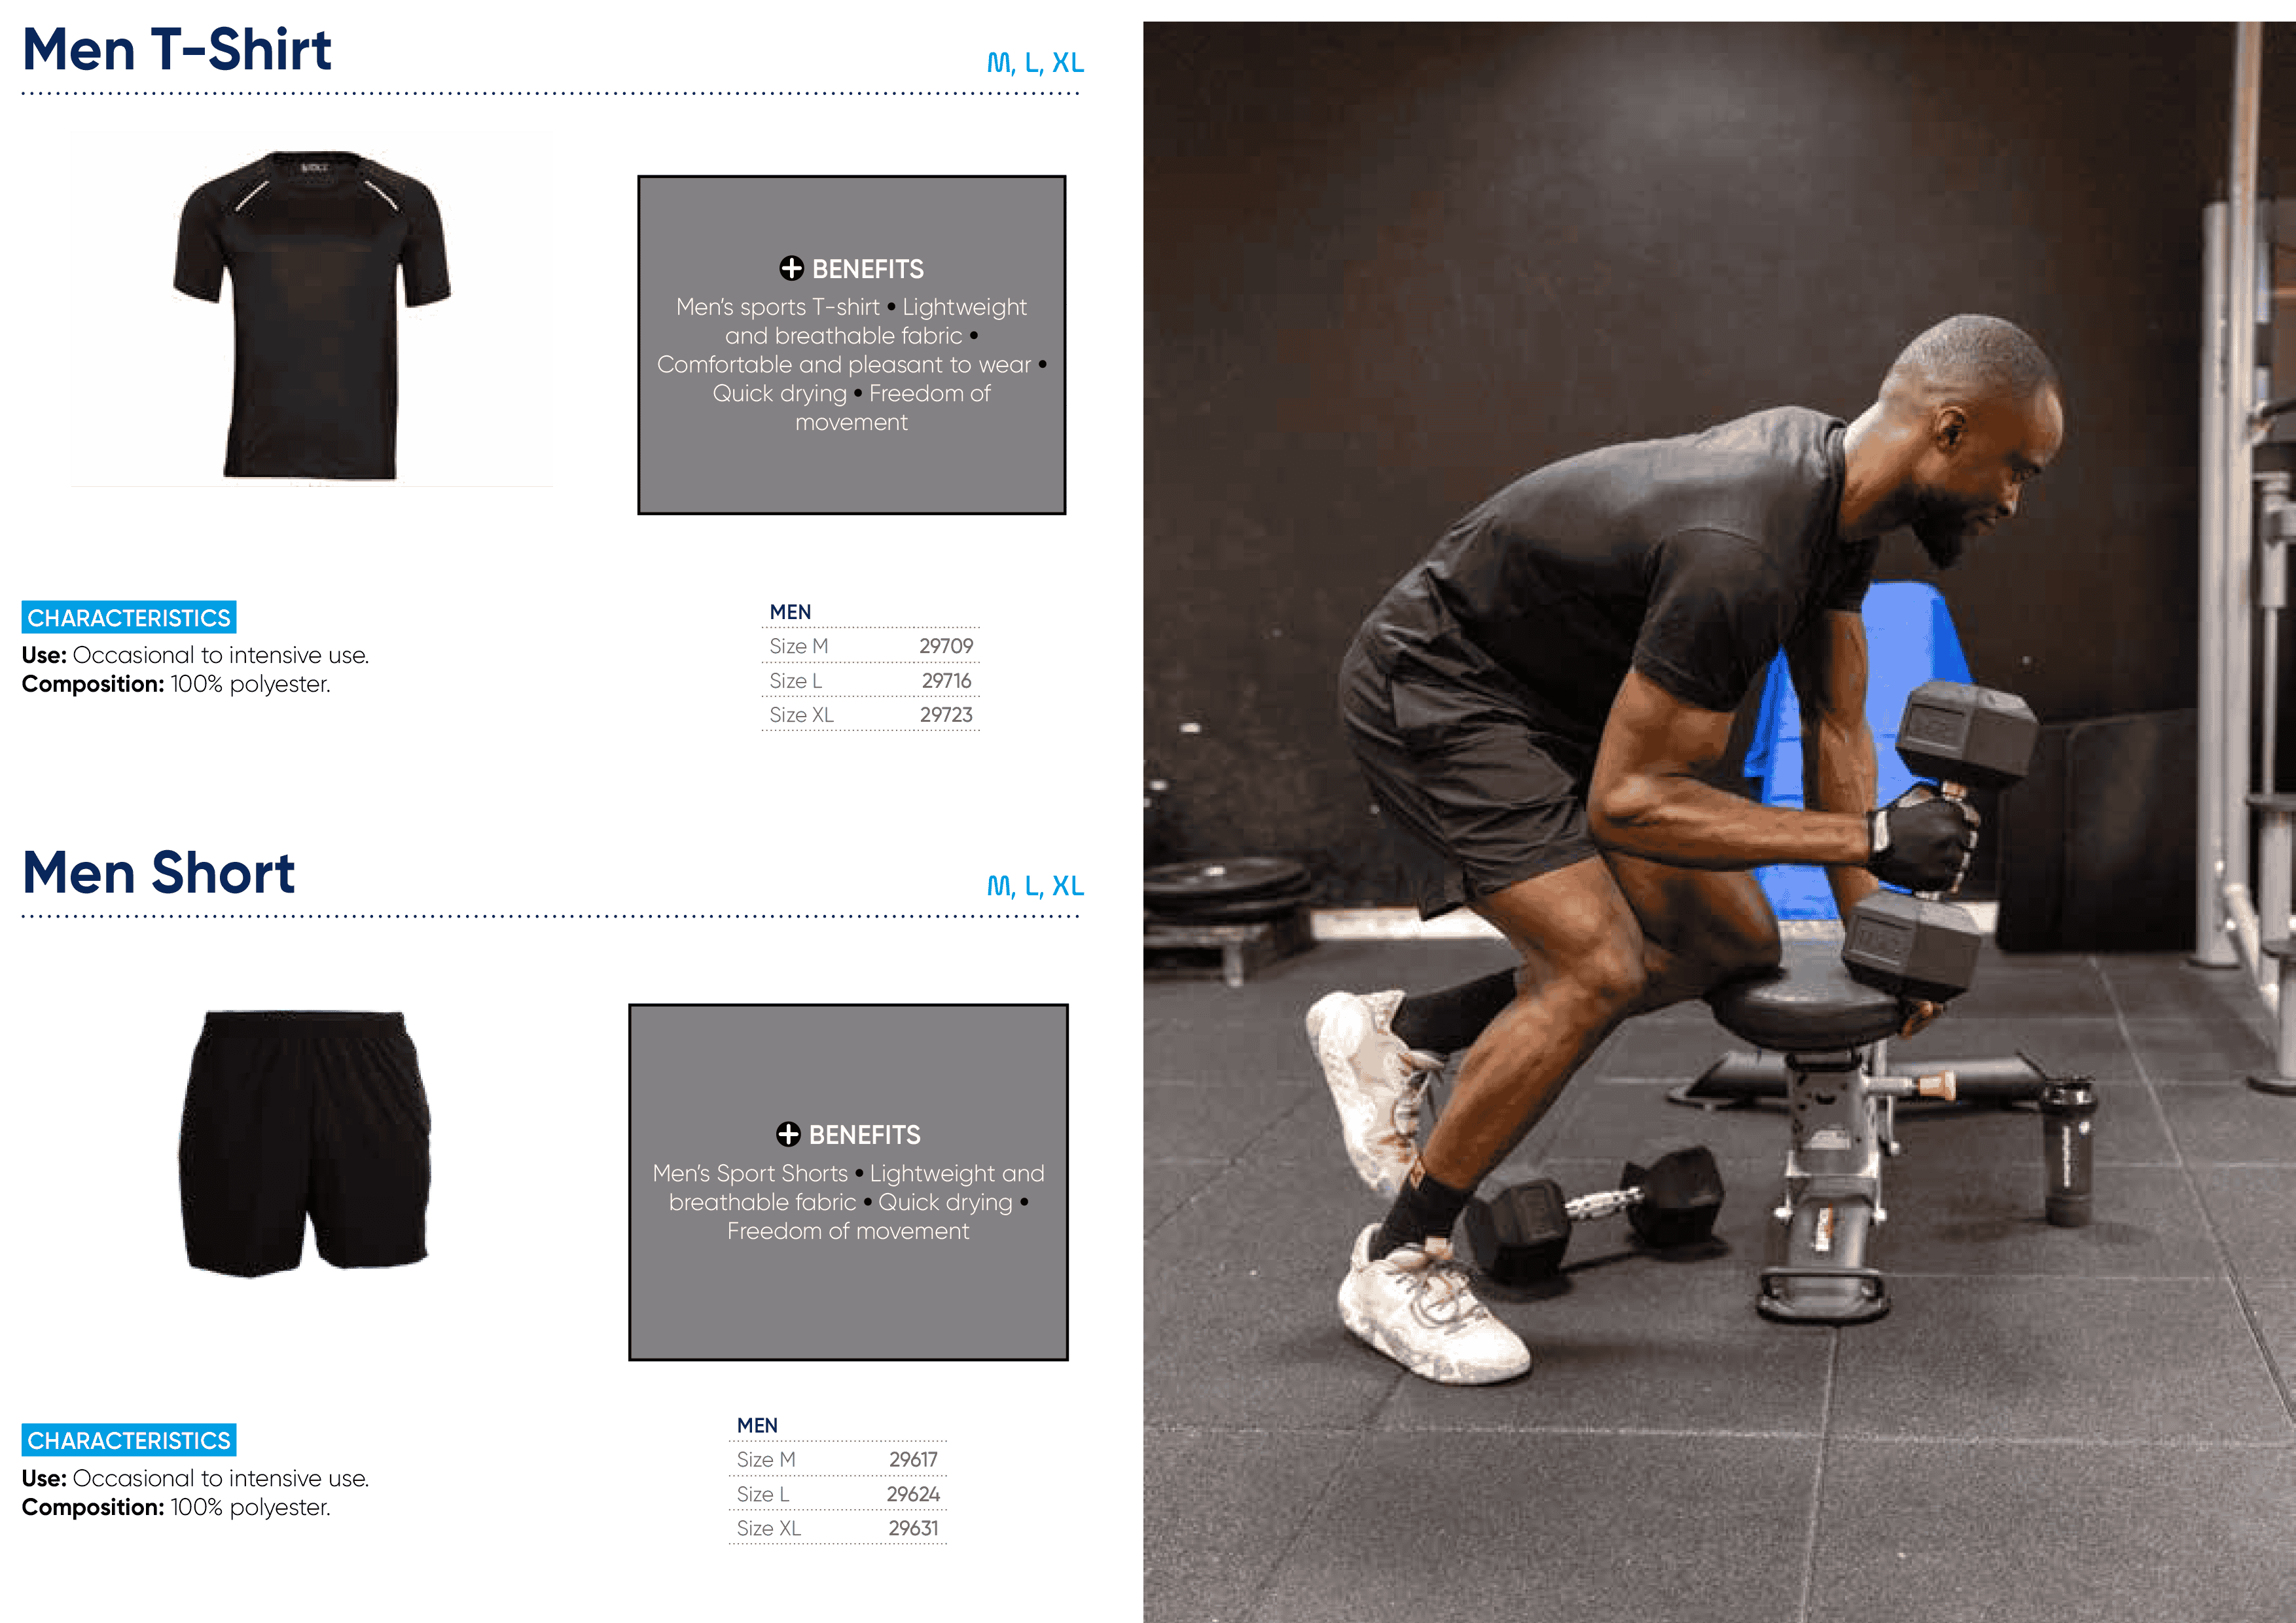 Men T-Shirt
M, L, XL
BENEFITS
Men's sports T-shirt • Lightweight
and breathable fabric •
Comfortable and pleasant to wear •
Quick drying • Freedom of
movement
CHARACTERISTICS
Use: Occasional to intensive use.
Composition: 100% polyester.
MEN
Size M 29709
Size L 29716
Size XL 29723
Men Short
M, L, XL
BENEFITS
Men's Sport Shorts • Lightweight and
breathable fabric • Quick drying •
Freedom of movement
CHARACTERISTICS
Use: Occasional to intensive use.
Composition: 100% polyester.
MEN
Size M 29617
Size L 29624
Size XL 29631